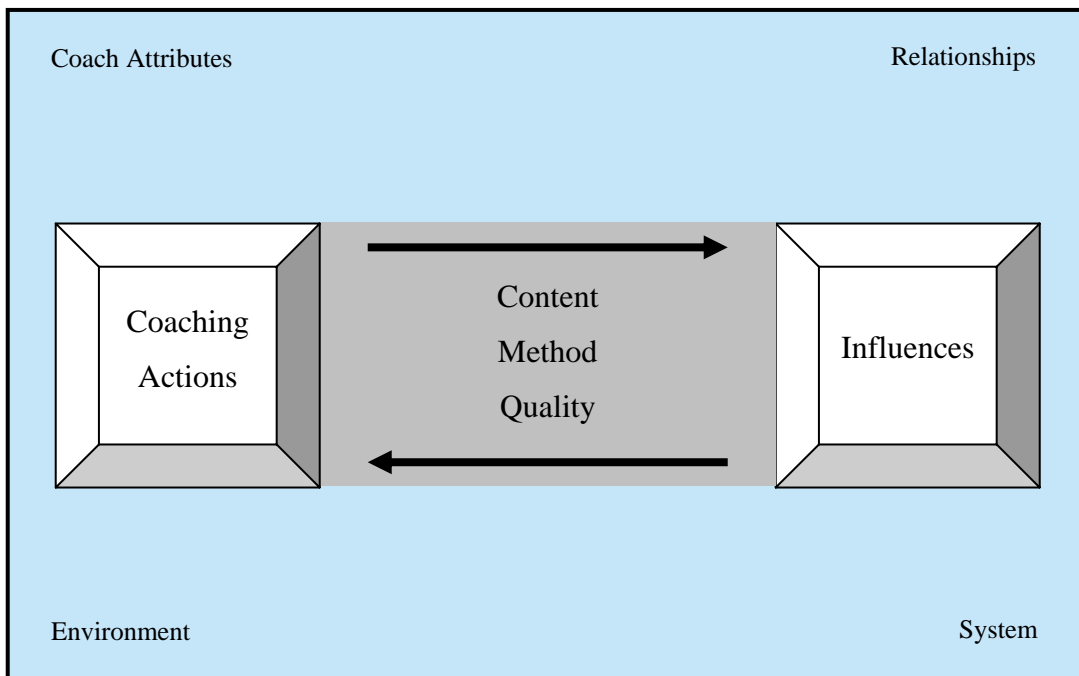 Coach Attributes
Relationships
Coaching
Actions
Content
Method
Quality
Influences
Environment
System